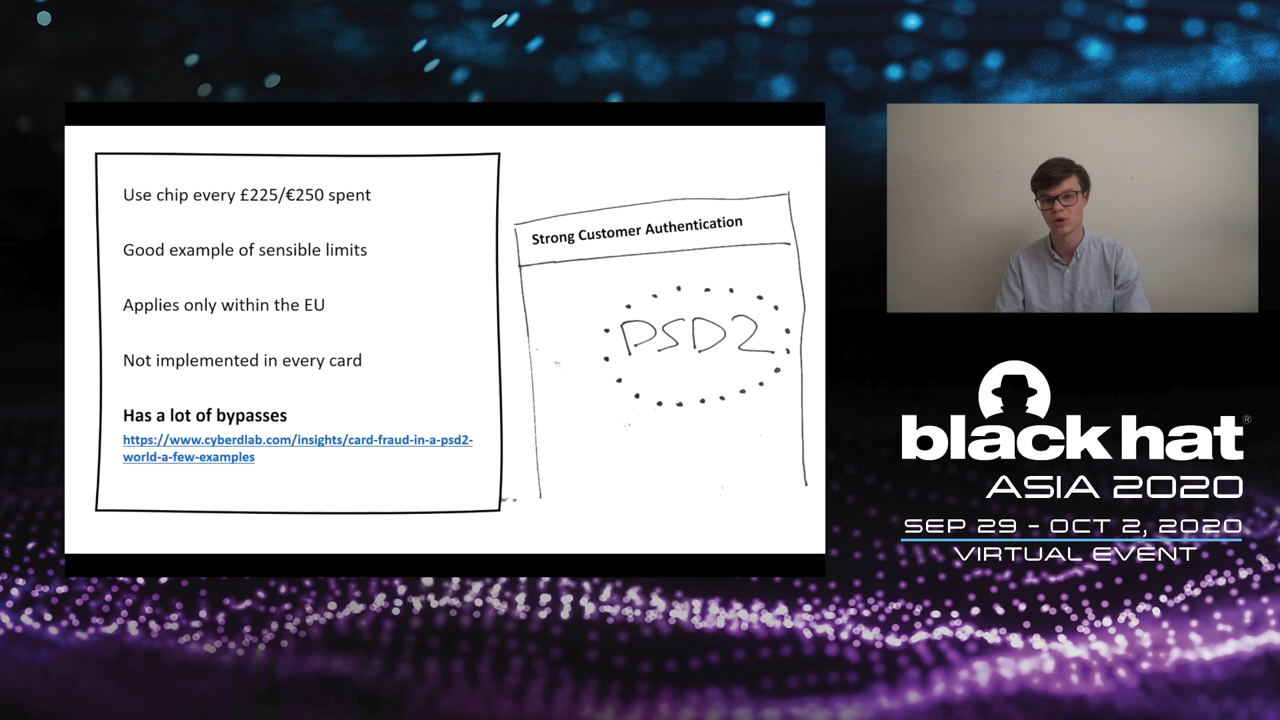 Use chip every £225/€250 spent
Good example of sensible limits
Applies only within the EU
Not implemented in every card
Has a lot of bypasses
https://www.cyberdlab.com/insights/card-fraud-in-a-psd2-
world-a-few-examples
Strong Customer Authentication
PSD2
black hat®
ASIA 2020
SEP 29 - OCT 2, 2020
VIRTUAL EVENT